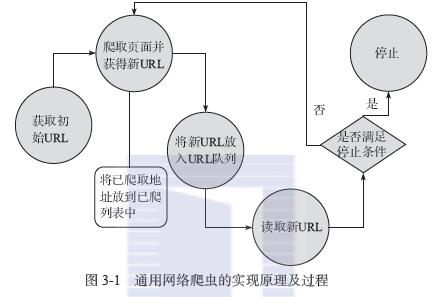 爬取页面并
获得新URL
停止
获取初
始URL
否
是
将新URL放
入URL队列
是否满足
停止条件
将已爬取地
址放到已爬
列表中
读取新URL
图 3-1 通用网络爬虫的实现原理及过程